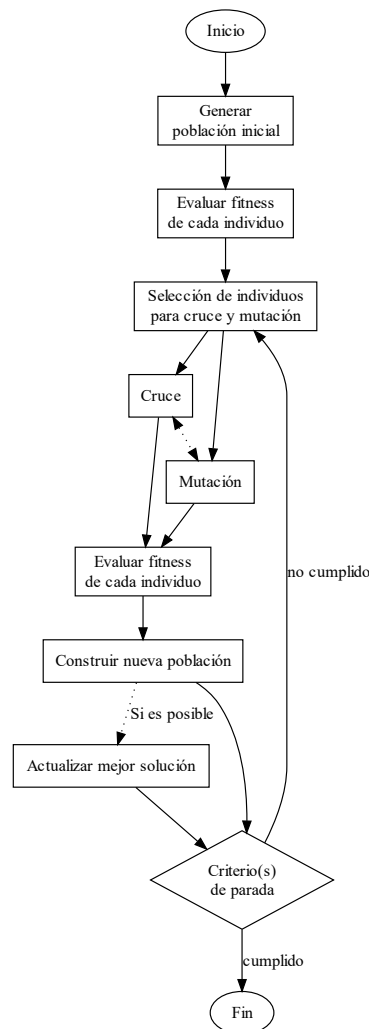 Inicio
Generar
población inicial
Evaluar fitness
de cada individuo
Selección de individuos
para cruce y mutación
Cruce
Mutación
Evaluar fitness
de cada individuo
no cumplido
Construir nueva población
Si es posible
Actualizar mejor solución
Criterio(s)
de parada
cumplido
Fin